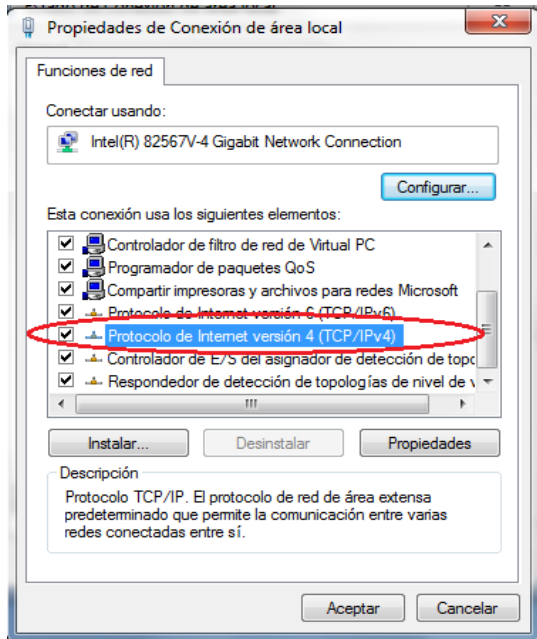 Propiedades de Conexión de área local
Funciones de red
Conectar usando:
Intel(R) 82567V-4 Gigabit Network Connection
Configurar...
Esta conexión usa los siguientes elementos:
Controlador de filtro de red de Virtual PC
Programador de paquetes QoS
Compartir impresoras y archivos para redes Microsoft
Protocolo de Internet versión 6 (TCP/IPv6)
Protocolo de Internet versión 4 (TCP/IPv4)
Controlador de E/S del asignador de detección de topo
Respondedor de detección de topologías de nivel de v
Instalar...
Desinstalar
Propiedades
Descripción
Protocolo TCP/IP. El protocolo de red de área extensa
predeterminado que permite la comunicación entre varias
redes conectadas entre sí.
Aceptar
Cancelar